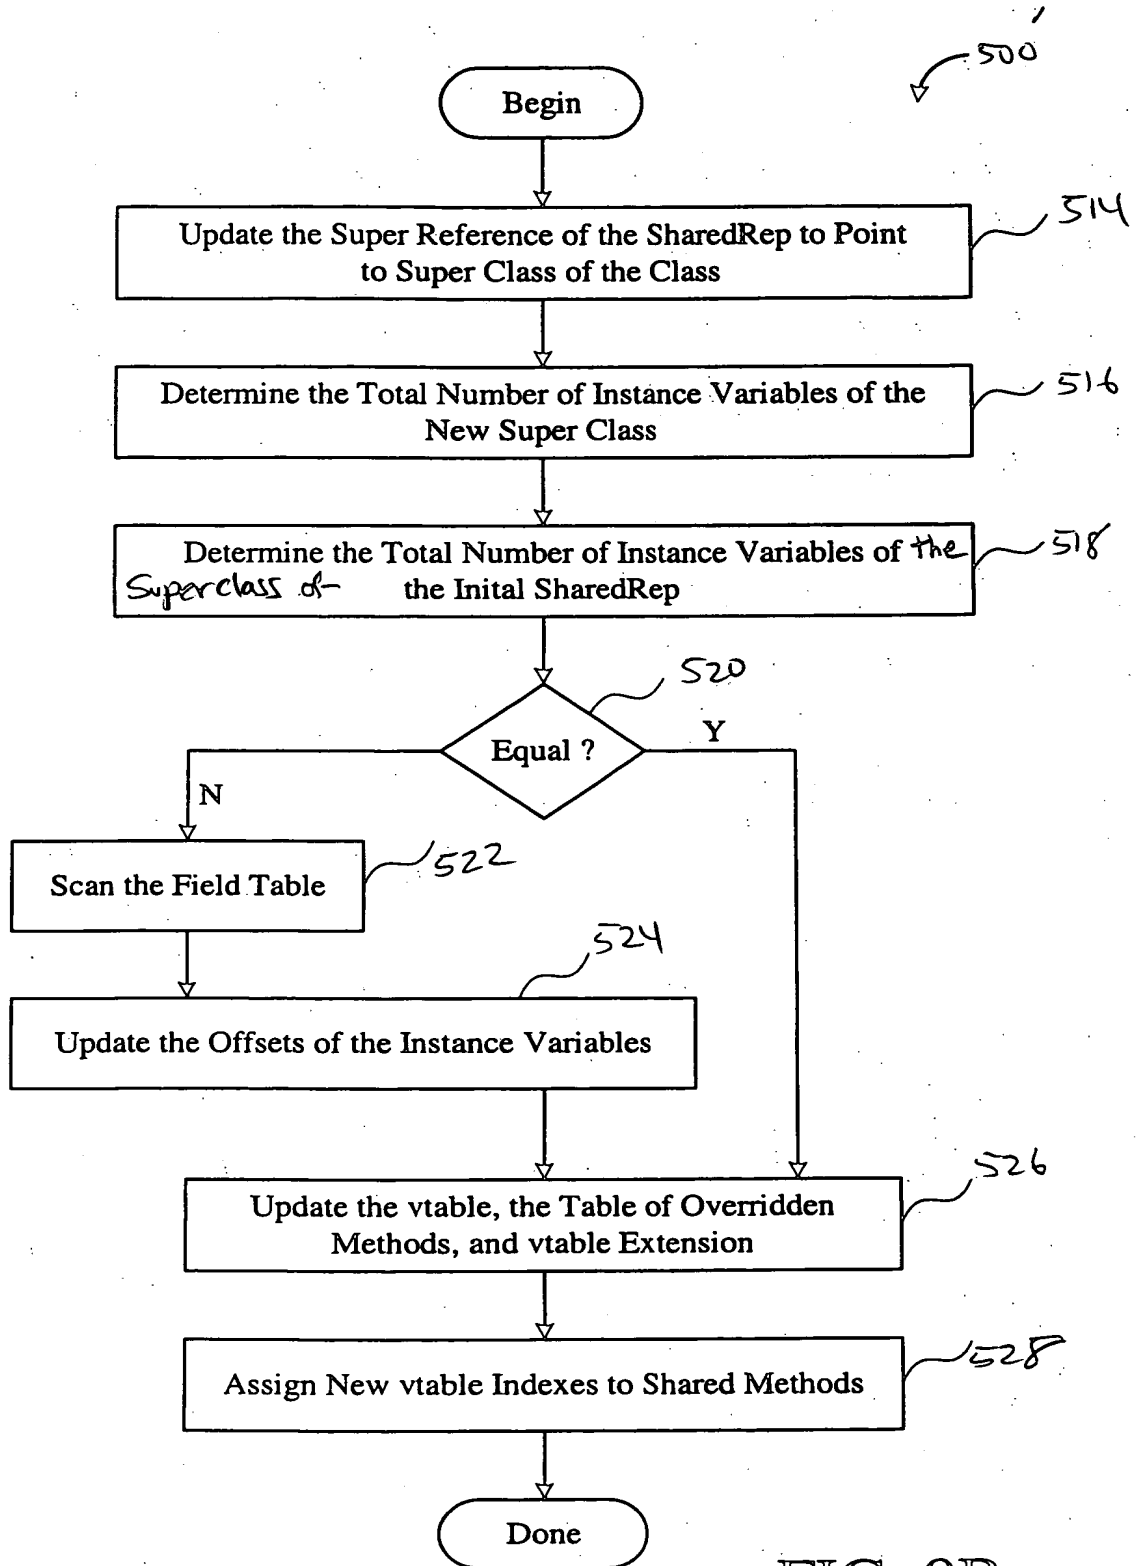 500'
Begin
514
Update the Super Reference of the SharedRep to Point
to Super Class of the Class
516
Determine the Total Number of Instance Variables of the
New Super Class
518
Determine the Total Number of Instance Variables of the
Superclass of the Inital SharedRep
520
Equal ?
Y
N
522
Scan the Field Table
524
Update the Offsets of the Instance Variables
526
Update the vtable, the Table of Overridden
Methods, and vtable Extension
528
Assign New vtable Indexes to Shared Methods
Done